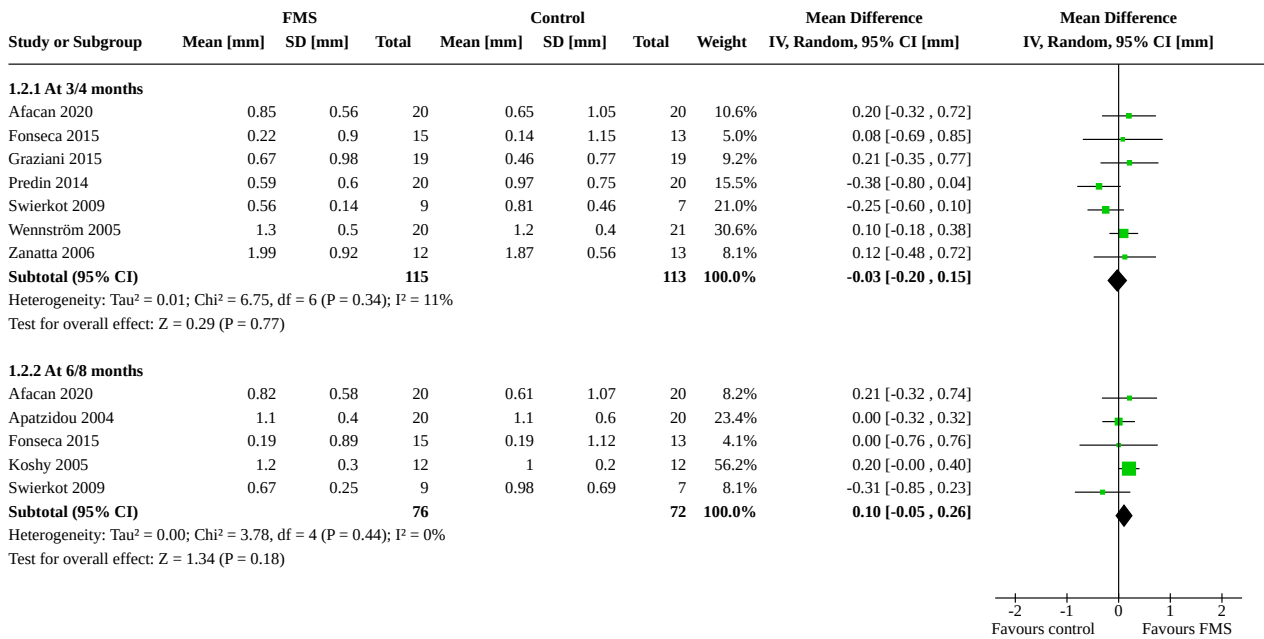 FMS Control Mean Difference Mean Difference
Study or Subgroup Mean [mm] SD [mm] Total Mean [mm] SD [mm] Total Weight IV, Random, 95% CI [mm] IV, Random, 95% CI [mm]
1.2.1 At 3/4 months
Afacan 2020 0.85 0.56 20 0.65 1.05 20 10.6% 0.20 [-0.32 , 0.72]
Fonseca 2015 0.22 0.9 15 0.14 1.15 13 5.0% 0.08 [-0.69 , 0.85]
Graziani 2015 0.67 0.98 19 0.46 0.77 19 9.2% 0.21 [-0.35 , 0.77]
Predin 2014 0.59 0.6 20 0.97 0.75 20 15.5% -0.38 [-0.80 , 0.04]
Swierkot 2009 0.56 0.14 9 0.81 0.46 7 21.0% -0.25 [-0.60 , 0.10]
Wennström 2005 1.3 0.5 20 1.2 0.4 21 30.6% 0.10 [-0.18 , 0.38]
Zanatta 2006 1.99 0.92 12 1.87 0.56 13 8.1% 0.12 [-0.48 , 0.72]
Subtotal (95% CI) 115 113 100.0% -0.03 [-0.20 , 0.15]
Heterogeneity: Tau² = 0.01; Chi² = 6.75, df = 6 (P = 0.34); I² = 11%
Test for overall effect: Z = 0.29 (P = 0.77)
1.2.2 At 6/8 months
Afacan 2020 0.82 0.58 20 0.61 1.07 20 8.2% 0.21 [-0.32 , 0.74]
Apatzidou 2004 1.1 0.4 20 1.1 0.6 20 23.4% 0.00 [-0.32 , 0.32]
Fonseca 2015 0.19 0.89 15 0.19 1.12 13 4.1% 0.00 [-0.76 , 0.76]
Koshy 2005 1.2 0.3 12 1 0.2 12 56.2% 0.20 [-0.00 , 0.40]
Swierkot 2009 0.67 0.25 9 0.98 0.69 7 8.1% -0.31 [-0.85 , 0.23]
Subtotal (95% CI) 76 72 100.0% 0.10 [-0.05 , 0.26]
Heterogeneity: Tau² = 0.00; Chi² = 3.78, df = 4 (P = 0.44); I² = 0%
Test for overall effect: Z = 1.34 (P = 0.18)
-2 -1 0 1 2
Favours control Favours FMS